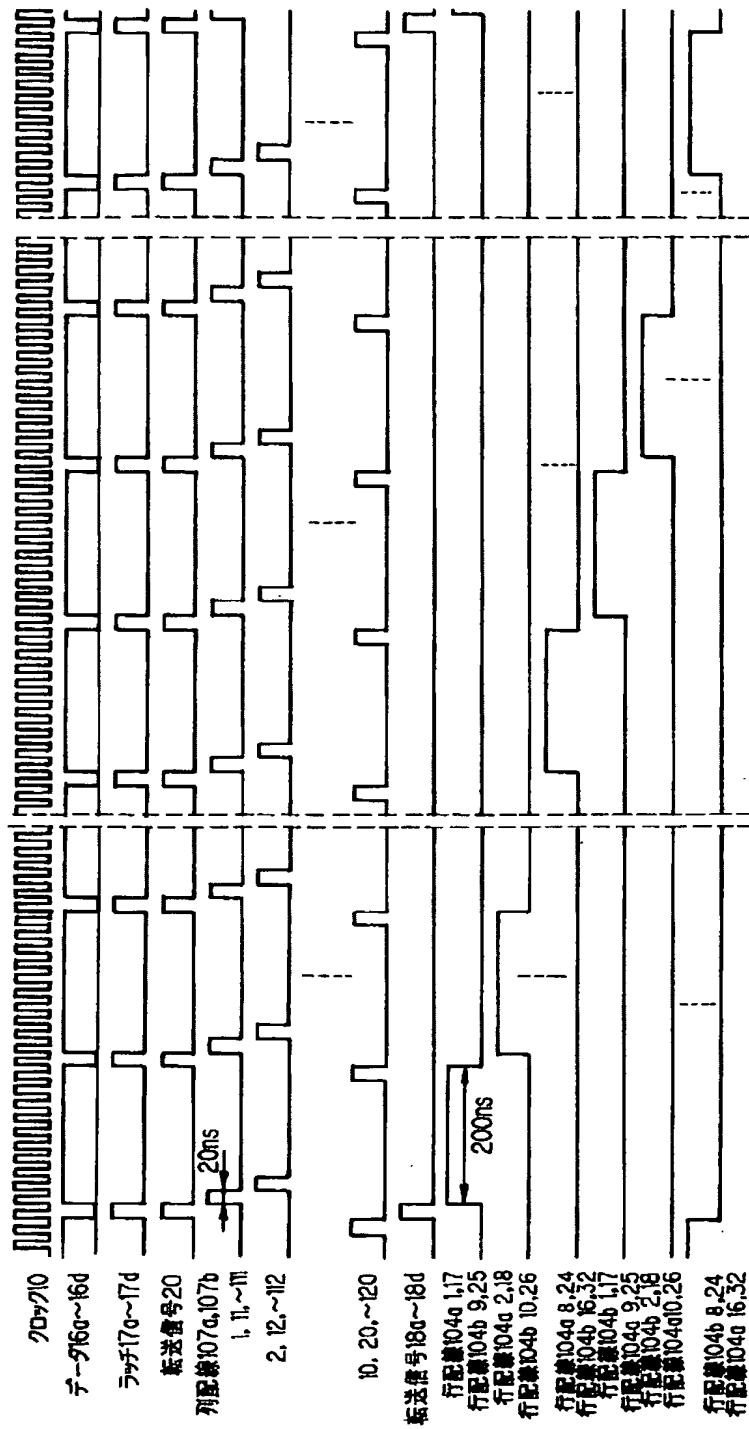 クロック10
データ16a〜16d
ラッチ17a〜17d
転送信号20
列配線107a,107b
1, 11,〜111
2, 12,〜112
10, 20,〜120
転送信号18a〜18d
行配線104a 1,17
行配線104b 9,25
行配線104a 2,18
行配線104b 10,26
行配線104a 8,24
行配線104b 16,32
行配線104b 1,17
行配線104a 9,25
行配線104b 2,18
行配線104a10,26
行配線104b 8,24
行配線104a 16,32
20ns
200ns